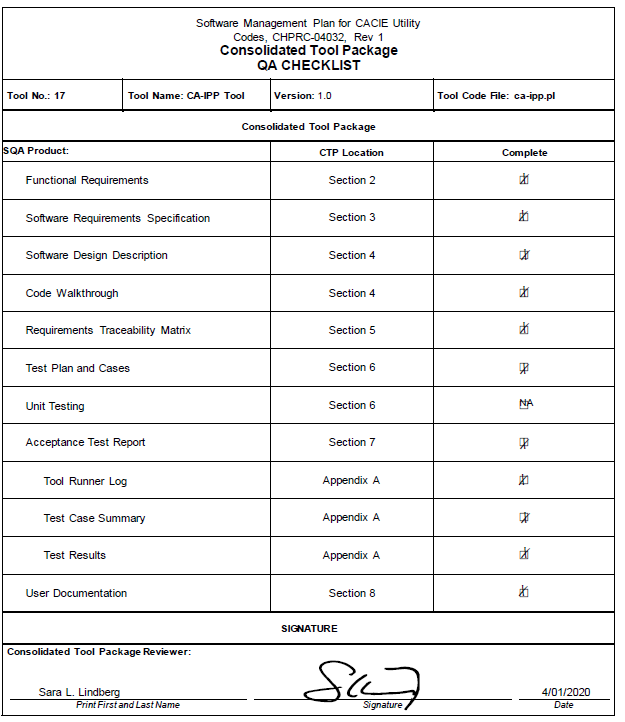 Software Management Plan for CACIE Utility
Codes, CHPRC-04032, Rev 1
Consolidated Tool Package
QA CHECKLIST
Tool No.: 17 Tool Name: CA-IPP Tool Version: 1.0 Tool Code File: ca-ipp.pl
Consolidated Tool Package
SQA Product: CTP Location Complete
Functional Requirements Section 2
Software Requirements Specification Section 3
Software Design Description Section 4
Code Walkthrough Section 4
Requirements Traceability Matrix Section 5
Test Plan and Cases Section 6
Unit Testing Section 6 NA
Acceptance Test Report Section 7
Tool Runner Log Appendix A
Test Case Summary Appendix A
Test Results Appendix A
User Documentation Section 8
SIGNATURE
Consolidated Tool Package Reviewer:
Sara L. Lindberg 4/01/2020
Print First and Last Name Signature Date